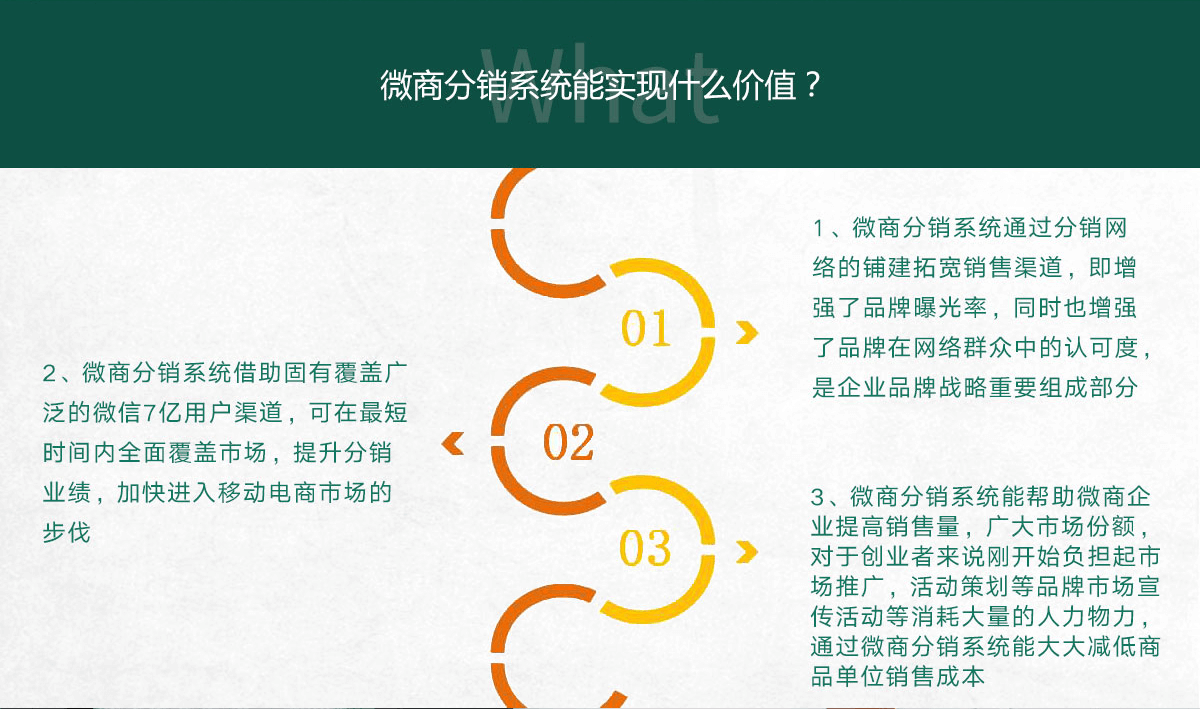 What
微商分销系统能实现什么价值？
1、微商分销系统通过分销网
络的铺建拓宽销售渠道，即增
强了品牌曝光率，同时也增强
了品牌在网络群众中的认可度，
是企业品牌战略重要组成部分
01
2、微商分销系统借助固有覆盖广
泛的微信7亿用户渠道，可在最短
时间内全面覆盖市场，提升分销
业绩，加快进入移动电商市场的
步伐
02
03
3、微商分销系统能帮助微商企
业提高销售量，广大市场份额，
对于创业者来说刚开始负担起市
场推广，活动策划等品牌市场宣
传活动等消耗大量的人力物力，
通过微商分销系统能大大减低商
品单位销售成本